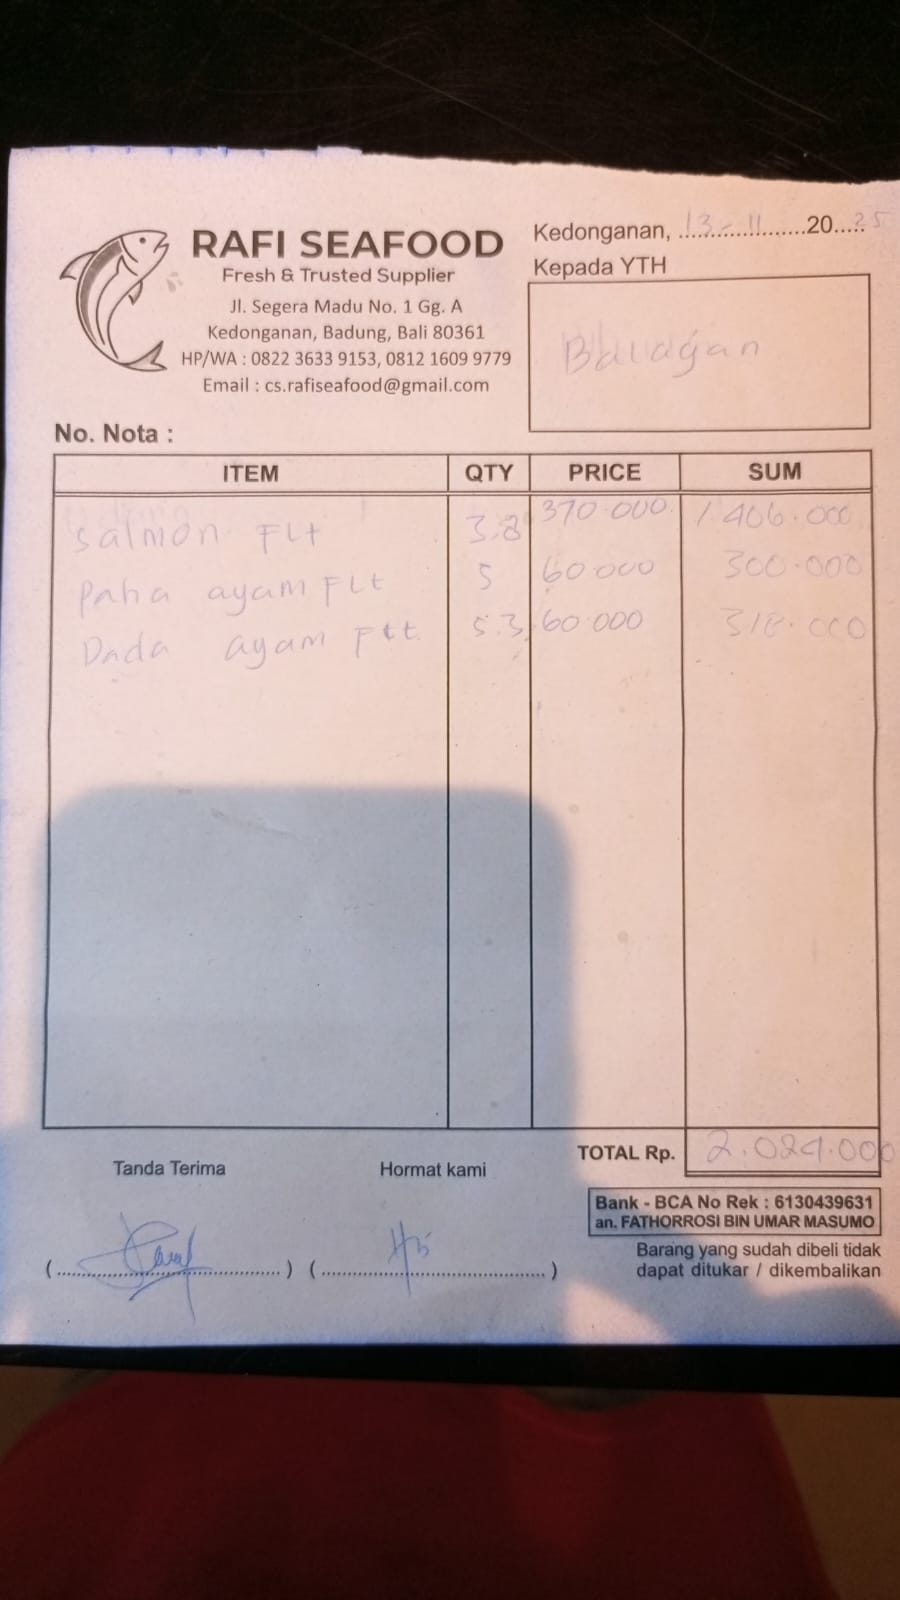 RAFI SEAFOOD
Fresh & Trusted Supplier
Jl. Segera Madu No. 1 Gg. A
Kedonganan, Badung, Bali 80361
HP/WA : 0822 3633 9153, 0812 1609 9779
Email : cs.rafiseafood@gmail.com
Kedonganan, 13-11 2025
Kepada YTH
Balagan
No. Nota :
ITEM QTY PRICE SUM
Salmon FLt 3,8 370.000 1.406.000
Paha ayam FLt 5 60.000 300.000
Dada ayam FLt 5.3 60.000 318.000
TOTAL Rp. 2.024.000
Tanda Terima Hormat kami
Bank - BCA No Rek : 6130439631
an. FATHORROSI BIN UMAR MASUMO
Barang yang sudah dibeli tidak
dapat ditukar / dikembalikan